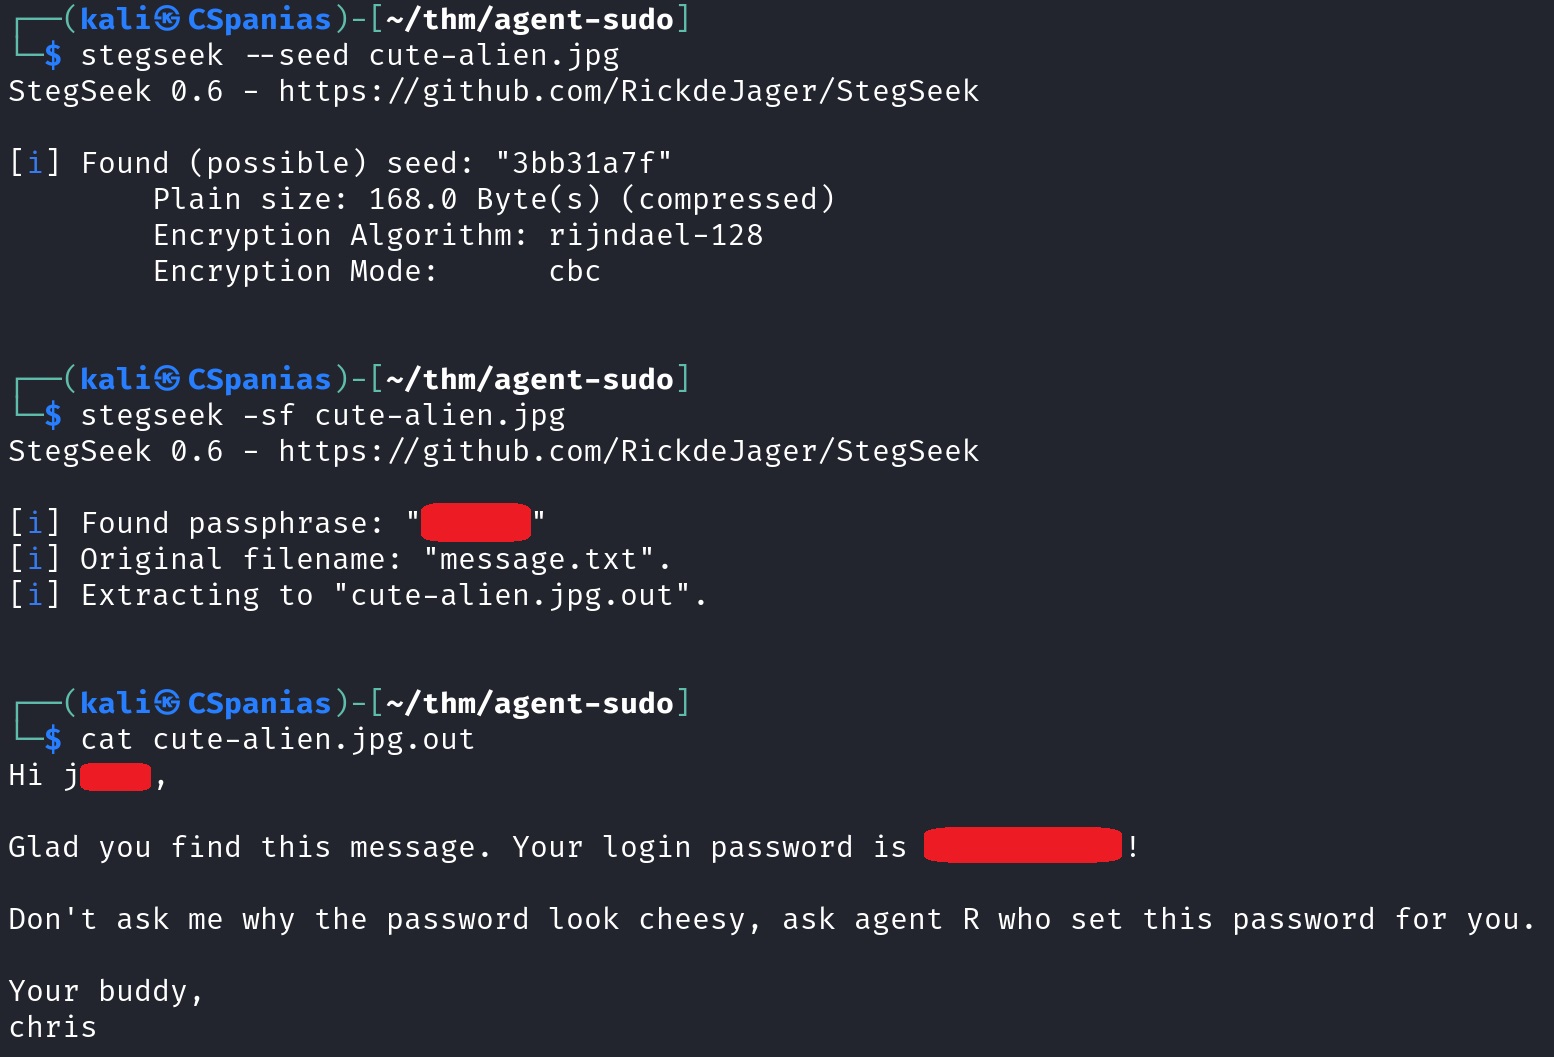 ┌──(kali㉿CSpanias)-[~/thm/agent-sudo]
└─$ stegseek --seed cute-alien.jpg
StegSeek 0.6 - https://github.com/RickdeJager/StegSeek
[i] Found (possible) seed: "3bb31a7f"
Plain size: 168.0 Byte(s) (compressed)
Encryption Algorithm: rijndael-128
Encryption Mode: cbc
┌──(kali㉿CSpanias)-[~/thm/agent-sudo]
└─$ stegseek -sf cute-alien.jpg
StegSeek 0.6 - https://github.com/RickdeJager/StegSeek
[i] Found passphrase: " "
[i] Original filename: "message.txt".
[i] Extracting to "cute-alien.jpg.out".
┌──(kali㉿CSpanias)-[~/thm/agent-sudo]
└─$ cat cute-alien.jpg.out
Hi j ,
Glad you find this message. Your login password is !
Don't ask me why the password look cheesy, ask agent R who set this password for you.
Your buddy,
chris